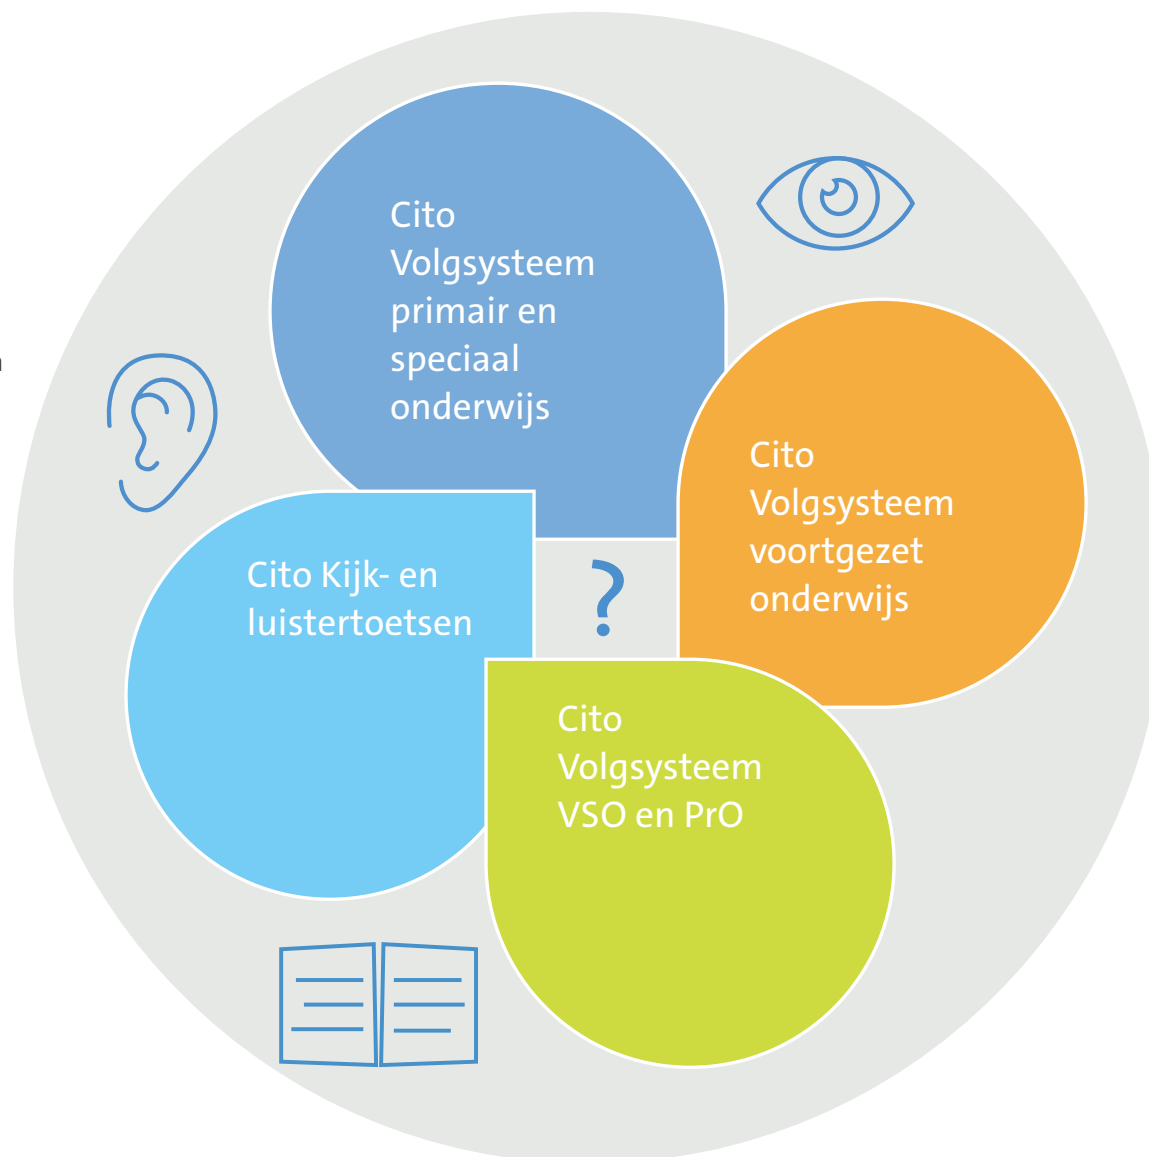 Cito
Volgsysteem
primair en
speciaal
onderwijs
Cito
Volgsysteem
voortgezet
onderwijs
Cito Kijk- en
luistertoetsen
?
Cito
Volgsysteem
VSO en PrO